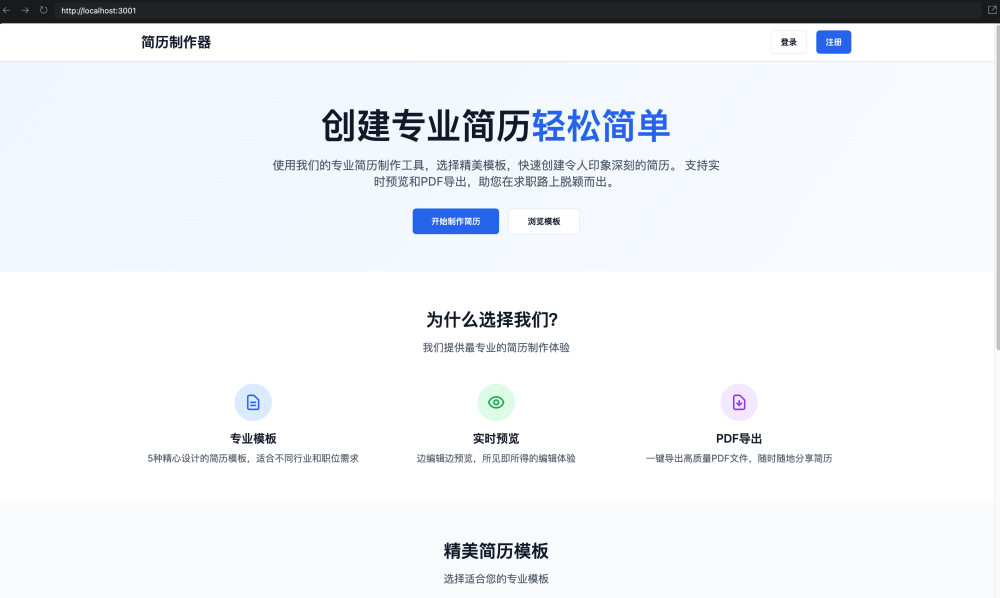 http://localhost:3001
简历制作器
登录
注册
创建专业简历轻松简单
使用我们的专业简历制作工具，选择精美模板，快速创建令人印象深刻的简历。 支持实
时预览和PDF导出，助您在求职路上脱颖而出。
开始制作简历
浏览模板
为什么选择我们?
我们提供最专业的简历制作体验
专业模板
5种精心设计的简历模板，适合不同行业和职位需求
实时预览
边编辑边预览，所见即所得的编辑体验
PDF导出
一键导出高质量PDF文件，随时随地分享简历
精美简历模板
选择适合您的专业模板